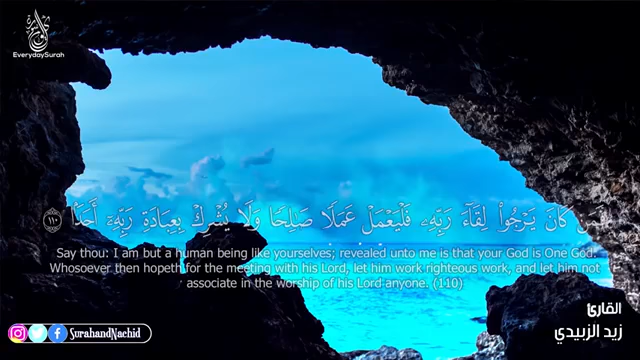 EverydaySurah
كَانَ يَرْجُوا۟ لِقَآءَ رَبِّهِۦ فَلْيَعْمَلْ عَمَلًا صَٰلِحًا وَلَا يُشْرِكْ بِعِبَادَةِ رَبِّهِۦٓ أَحَدًۢا ١١٠
Say thou: I am but a human being like yourselves; revealed unto me is that your God is One God.
Whosoever then hopeth for the meeting with his Lord, let him work righteous work, and let him not
associate in the worship of his Lord anyone. (110)
القارئ
زيد الزبيدي
SurahandNachid